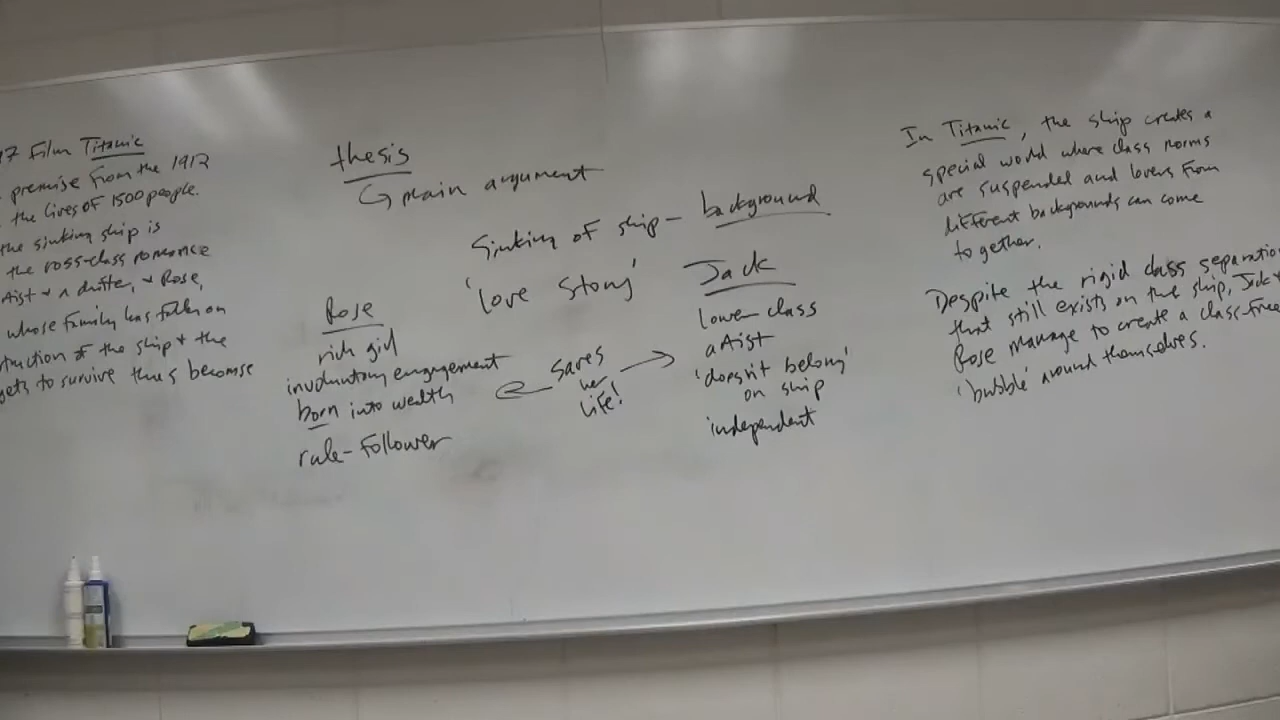 7 Film Titanic
premise from the 1912
the lives of 1500 people.
the sinking ship is
the ross-class romance
Aist + a drifter, + Rose,
whose family has fallen on
truction of the ship + the
gets to survive thus because
thesis
↳ main argument
Sinking of ship - background
'love story'
Rose
rich girl
involuntary engagement
born into wealth
rule-follower
saves
her
life!
Jack
lower class
artist
'doesn't belong'
on ship
independent
In Titanic, the ship creates a
special world where class norms
are suspended and lovers from
different backgrounds can come
together.
Despite the rigid class separation
that still exists on the ship, Jack +
Rose manage to create a class-free
'bubble' around themselves.